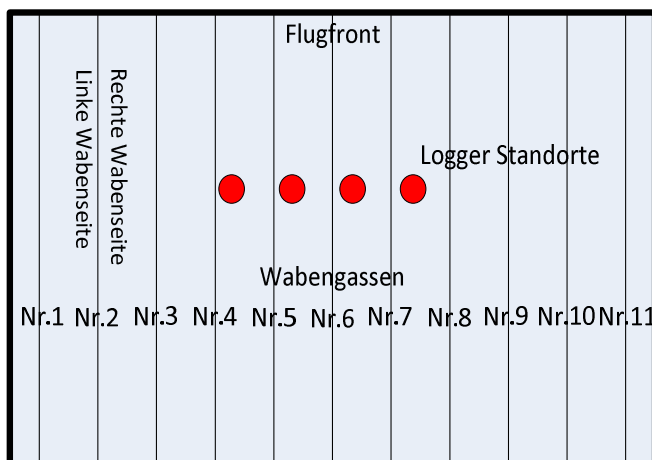 Flugfront
Linke Wabenseite
Rechte Wabenseite
Logger Standorte
Wabengassen
Nr.1 Nr.2 Nr.3 Nr.4 Nr.5 Nr.6 Nr.7 Nr.8 Nr.9 Nr.10 Nr.11